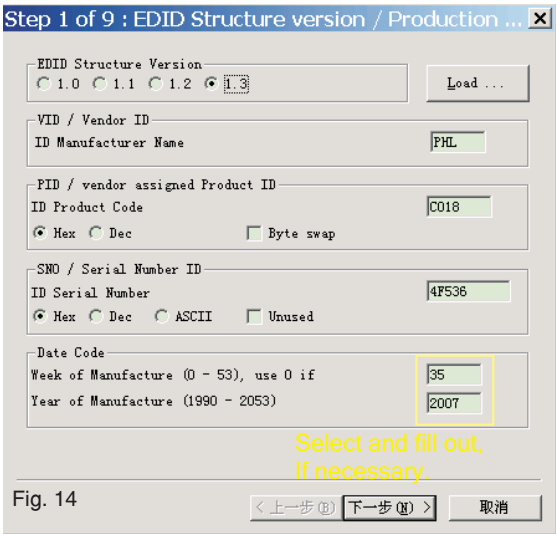 Step 1 of 9 : EDID Structure version / Production ...
EDID Structure Version
1.0 1.1 1.2 1.3
Load ...
VID / Vendor ID
ID Manufacturer Name PHL
PID / vendor assigned Product ID
ID Product Code C018
Hex Dec Byte swap
SNO / Serial Number ID
ID Serial Number 4F536
Hex Dec ASCII Unused
Date Code
Week of Manufacture (0 - 53), use 0 if 35
Year of Manufacture (1990 - 2053) 2007
Select and fill out,
If necessary.
Fig. 14
< 上一步(B) 下一步(N) > 取消